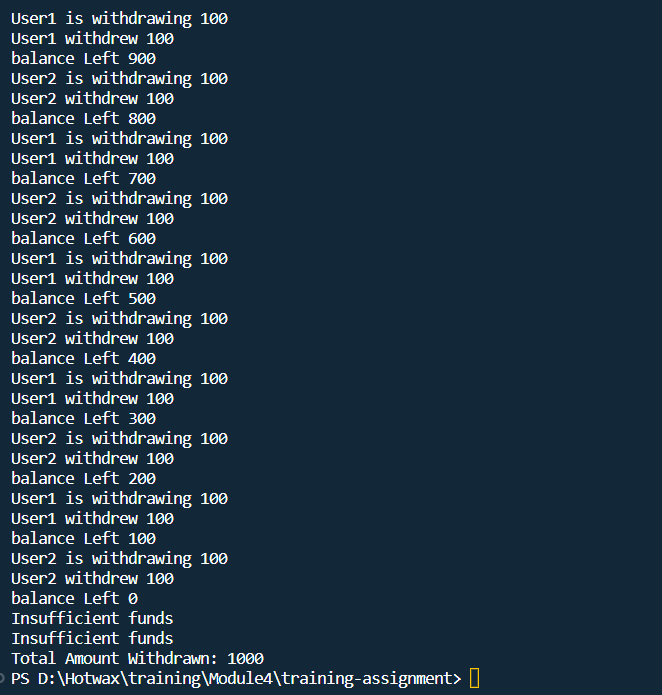 User1 is withdrawing 100
User1 withdrew 100
balance Left 900
User2 is withdrawing 100
User2 withdrew 100
balance Left 800
User1 is withdrawing 100
User1 withdrew 100
balance Left 700
User2 is withdrawing 100
User2 withdrew 100
balance Left 600
User1 is withdrawing 100
User1 withdrew 100
balance Left 500
User2 is withdrawing 100
User2 withdrew 100
balance Left 400
User1 is withdrawing 100
User1 withdrew 100
balance Left 300
User2 is withdrawing 100
User2 withdrew 100
balance Left 200
User1 is withdrawing 100
User1 withdrew 100
balance Left 100
User2 is withdrawing 100
User2 withdrew 100
balance Left 0
Insufficient funds
Insufficient funds
Total Amount Withdrawn: 1000
PS D:\Hotwax\training\Module4\training-assignment>